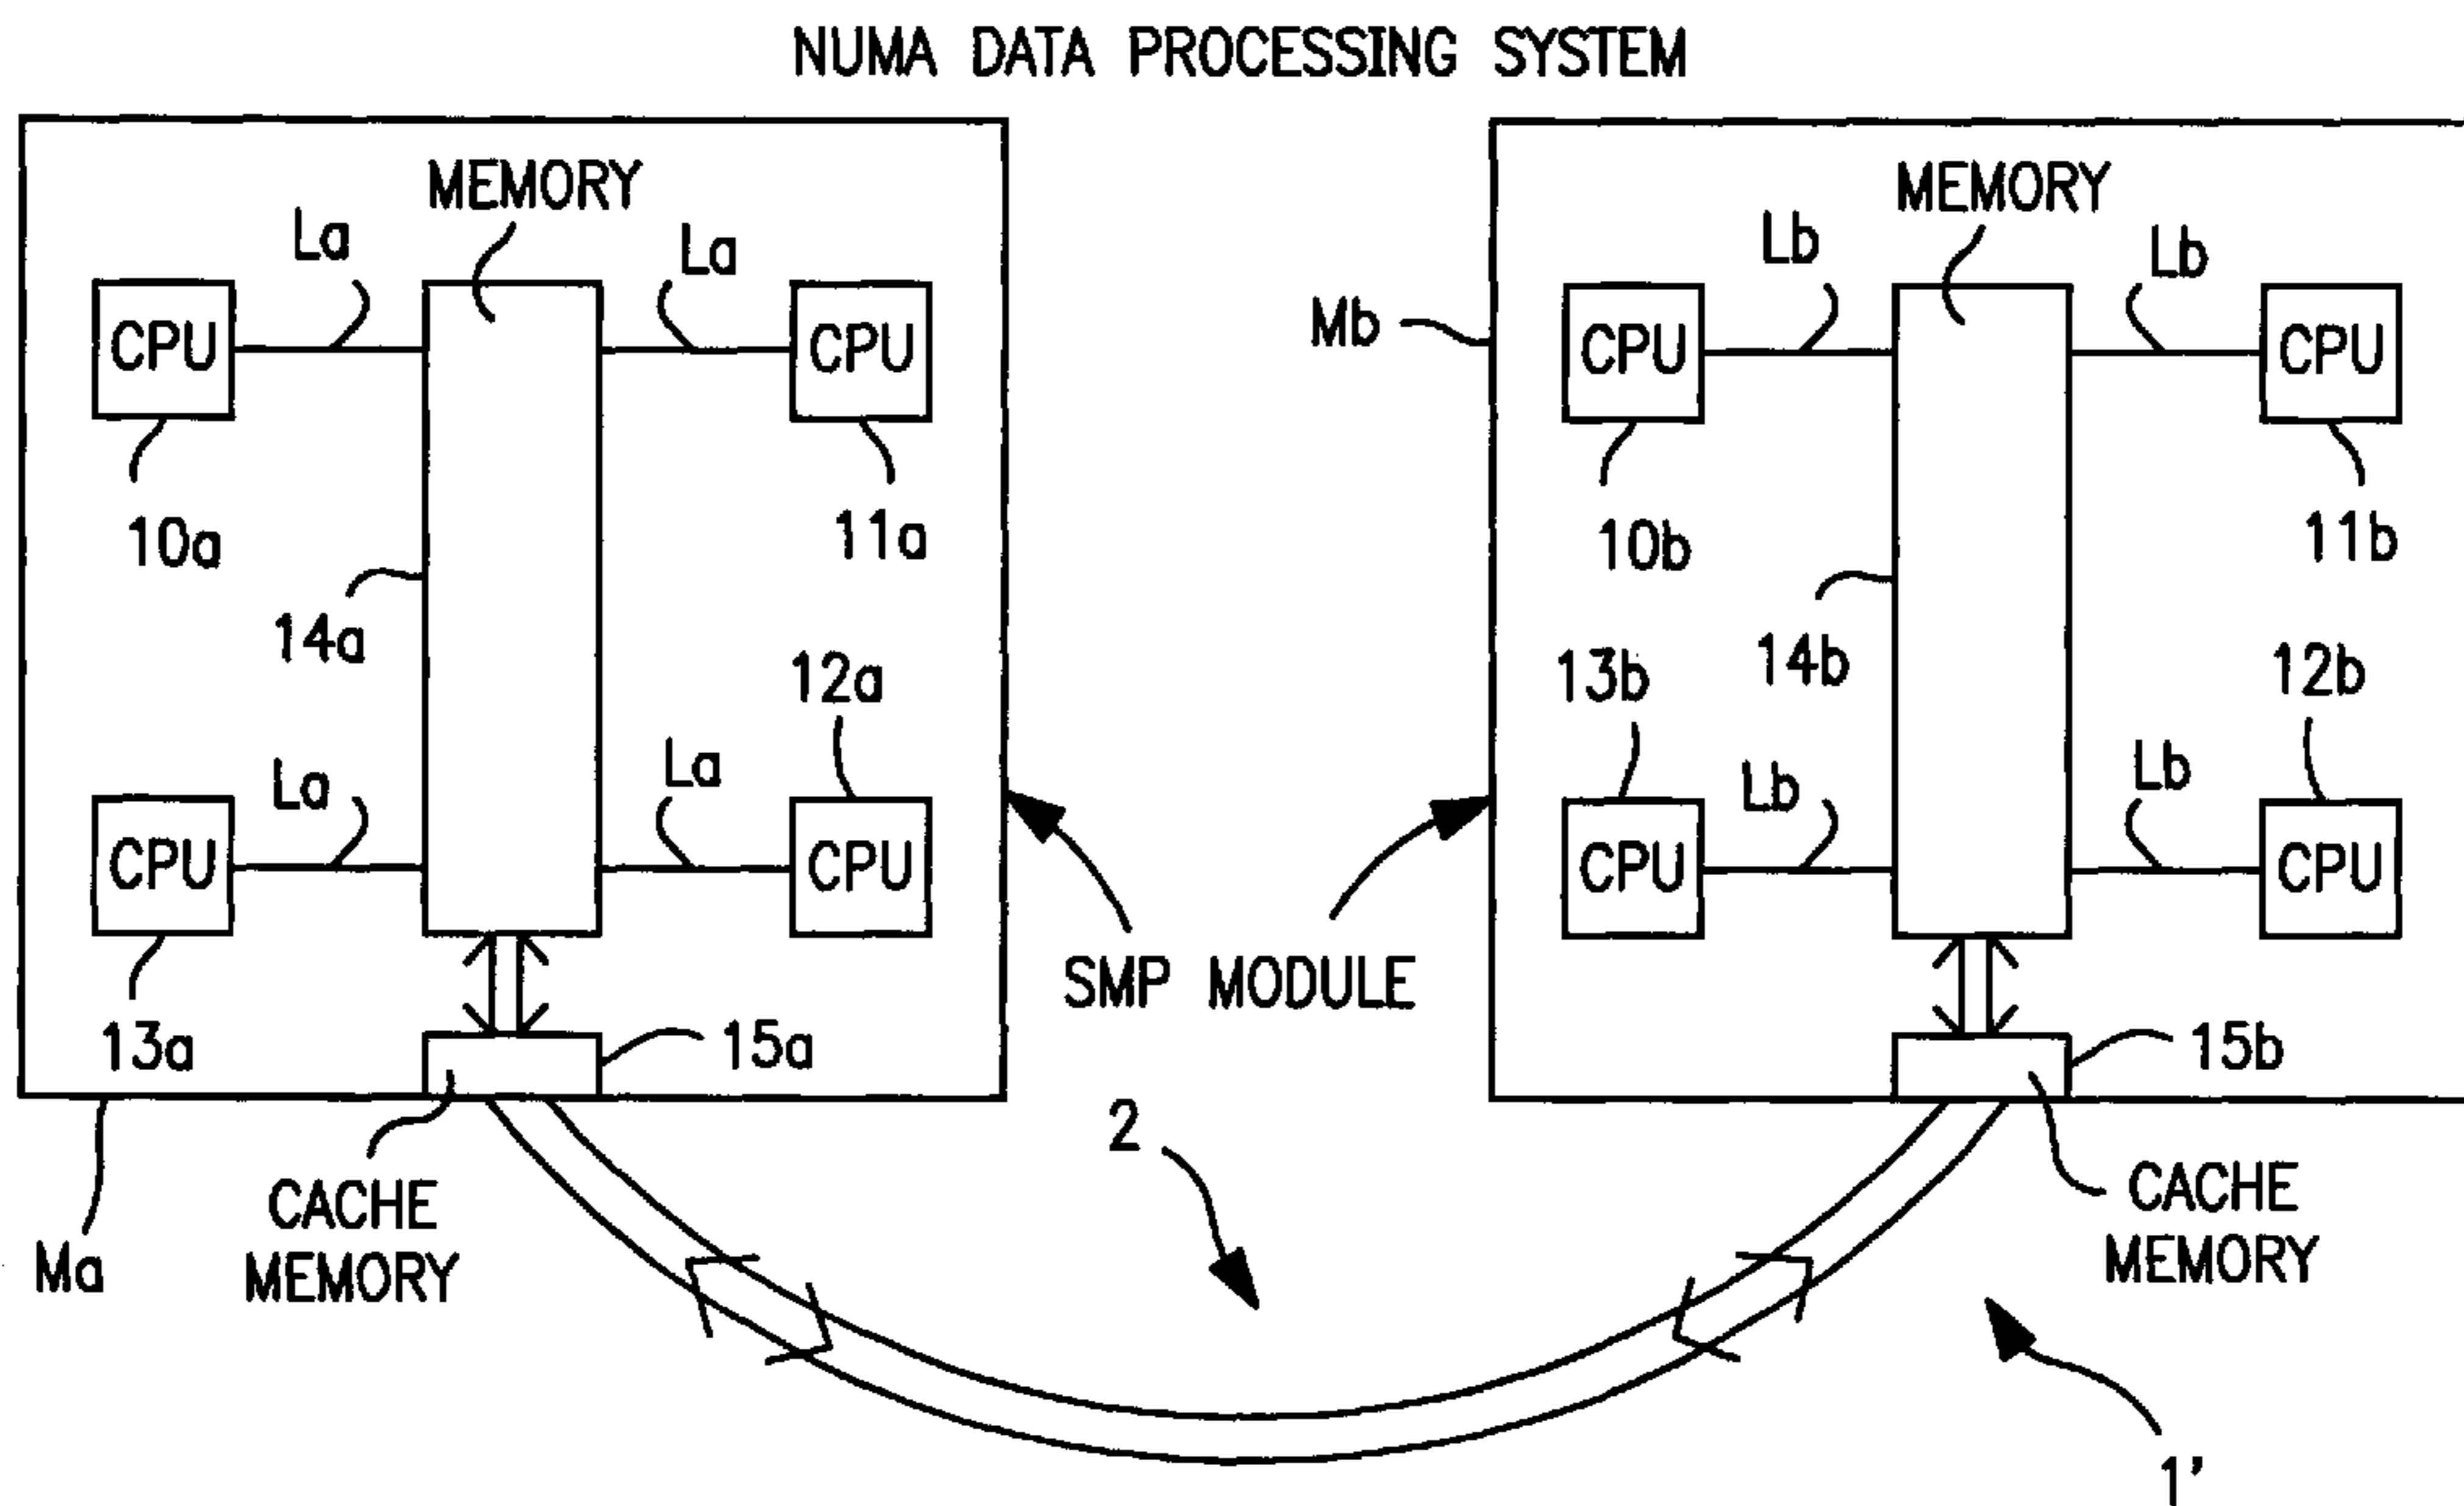 NUMA DATA PROCESSING SYSTEM
MEMORY
La
La
CPU
CPU
10a
11a
14a
12a
La
La
CPU
CPU
13a
15a
Ma
CACHE
MEMORY
SMP MODULE
2
MEMORY
Lb
Lb
Mb
CPU
CPU
10b
11b
13b
14b
12b
Lb
Lb
CPU
CPU
15b
CACHE
MEMORY
1'